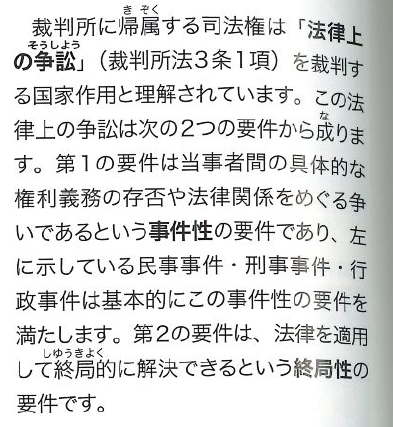 裁判所に帰属する司法権は「法律上
の争訟」（裁判所法3条1項）を裁判す
る国家作用と理解されています。この法
律上の争訟は次の2つの要件から成りま
す。第1の要件は当事者間の具体的な
権利義務の存否や法律関係をめぐる争
いであるという事件性の要件であり、左
に示している民事事件・刑事事件・行
政事件は基本的にこの事件性の要件を
満たします。第2の要件は、法律を適用
して終局的に解決できるという終局性の
要件です。